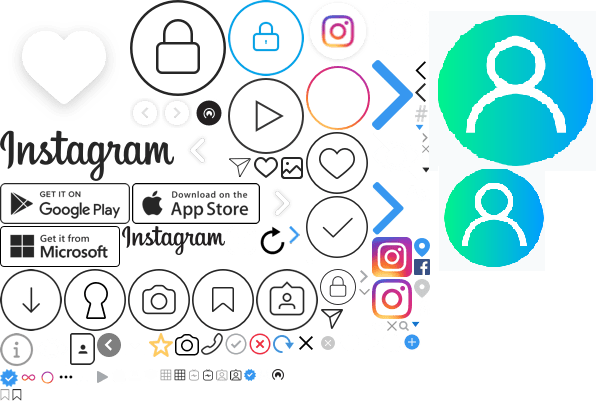 Instagram
GET IT ON
Google Play
Download on the
App Store
Get it from
Microsoft
Instagram